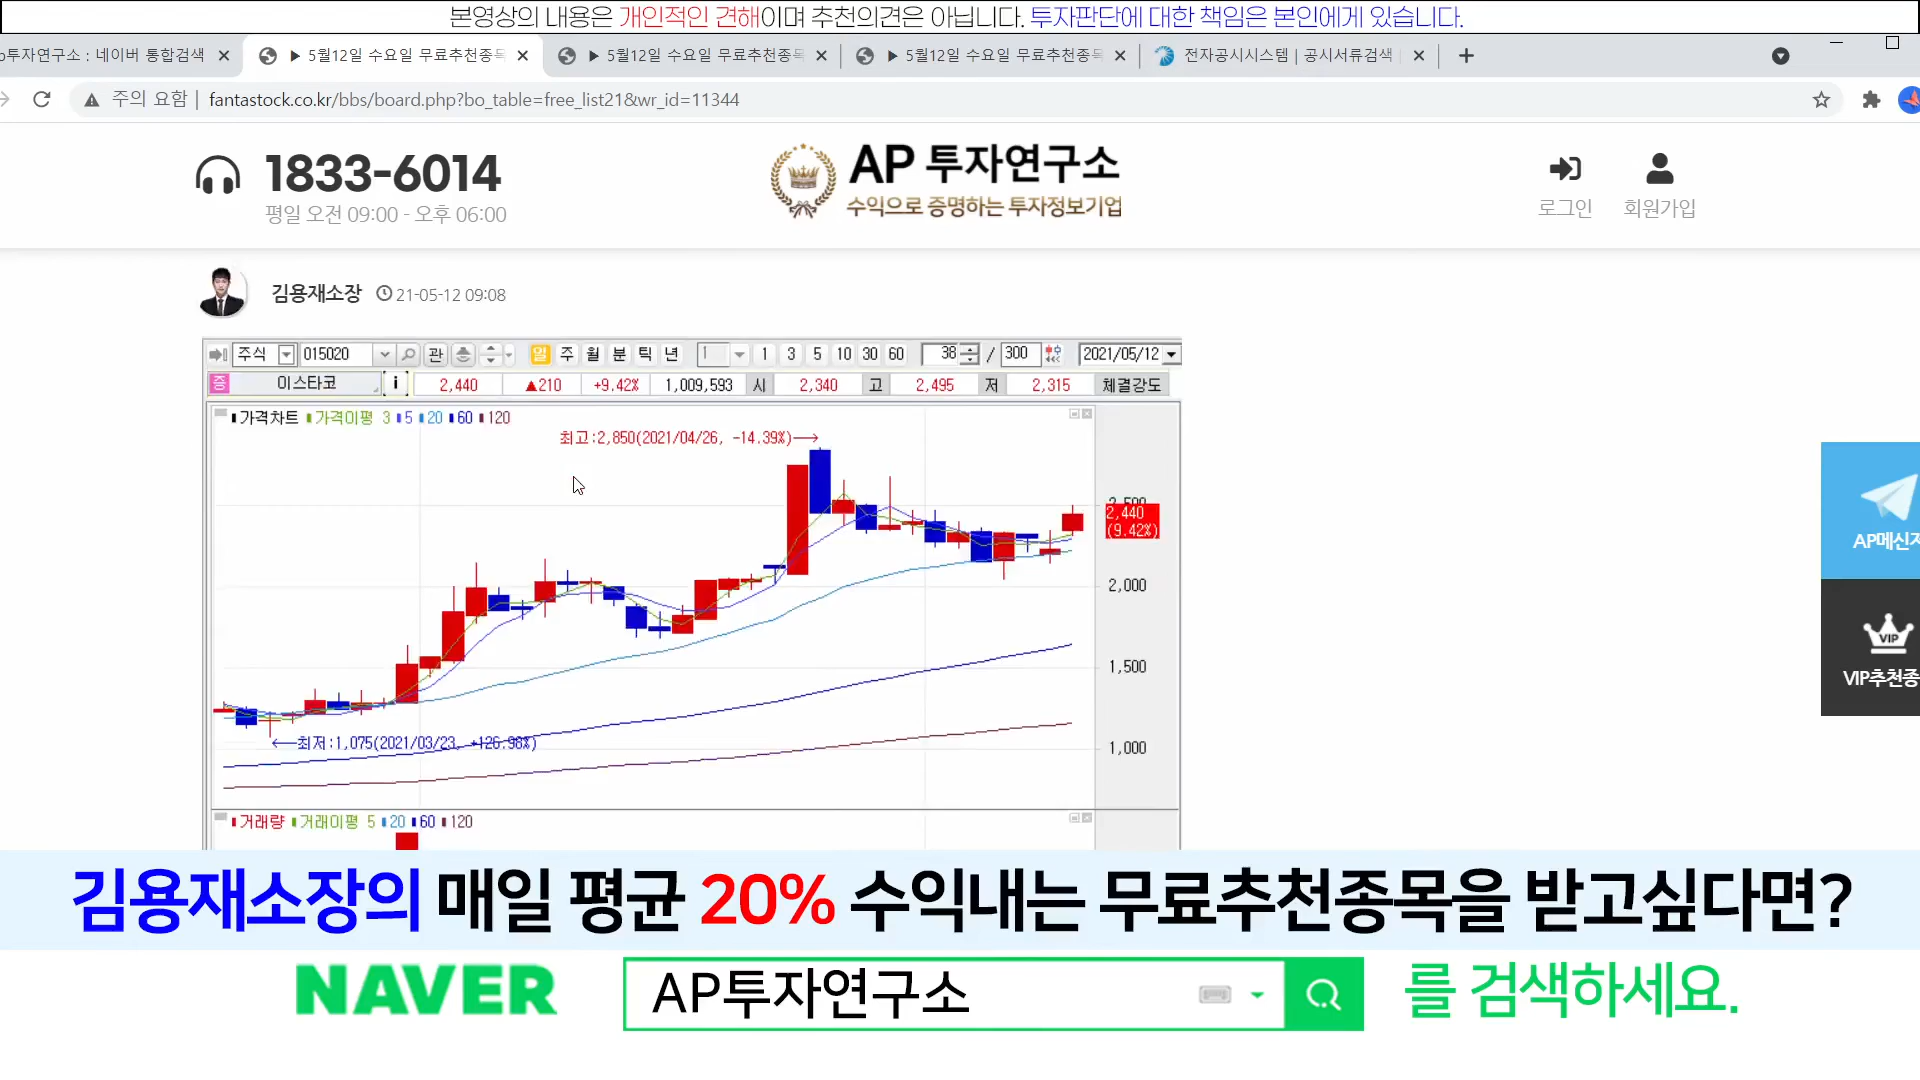 본영상의 내용은 개인적인 견해이며 추천의견은 아닙니다. 투자판단에 대한 책임은 본인에게 있습니다.
투자연구소 : 네이버 통합검색
▶ 5월12일 수요일 무료추천종목
▶ 5월12일 수요일 무료추천종목
▶ 5월12일 수요일 무료추천종목
전자공시시스템 | 공시서류검색
주의 요함 | fantastock.co.kr/bbs/board.php?bo_table=free_list21&wr_id=11344
1833-6014
평일 오전 09:00 - 오후 06:00
AP 투자연구소
수익으로 증명하는 투자정보기업
로그인
회원가입
김용재소장 21-05-12 09:08
주식 015020 관 일 주 월 분 틱 년 1 1 3 5 10 30 60 38 / 300 2021/05/12
증 이스타코 i 2,440 ▲210 +9.42% 1,009,593 시 2,340 고 2,495 저 2,315 체결강도
가격차트 가격이평 3 5 20 60 120
최고:2,850(2021/04/26, -14.39%)→
2,500
2,440
(9.42%)
2,000
1,500
←최저:1,075(2021/03/23, +126.98%)
1,000
거래량 거래이평 5 20 60 120
AP메신저
VIP
VIP추천종
김용재소장의 매일 평균 20% 수익내는 무료추천종목을 받고싶다면?
NAVER AP투자연구소 를 검색하세요.